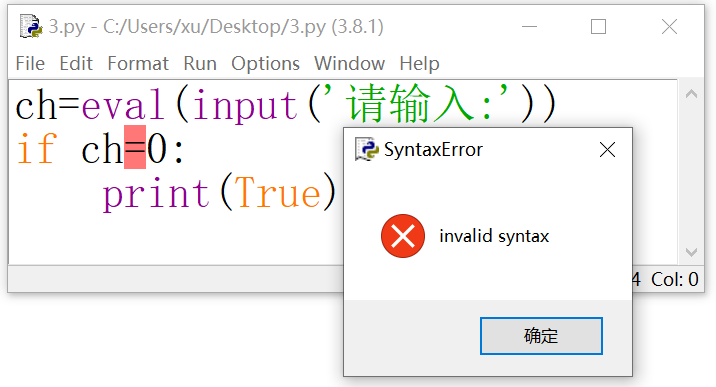 3.py - C:/Users/xu/Desktop/3.py (3.8.1)
File Edit Format Run Options Window Help
ch=eval(input('请输入:'))
if ch=0:
    print(True)
SyntaxError
invalid syntax
确定
4 Col: 0